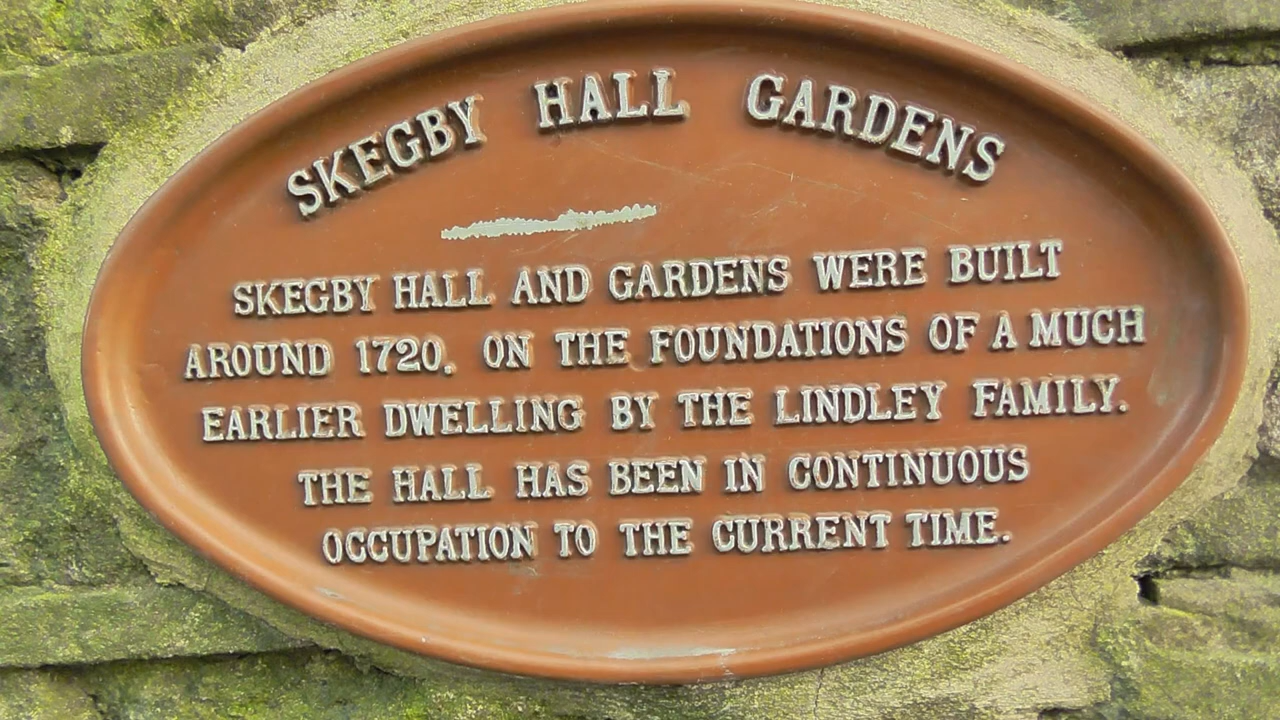 SKEGBY HALL GARDENS
SKEGBY HALL AND GARDENS WERE BUILT
AROUND 1720. ON THE FOUNDATIONS OF A MUCH
EARLIER DWELLING BY THE LINDLEY FAMILY.
THE HALL HAS BEEN IN CONTINUOUS
OCCUPATION TO THE CURRENT TIME.